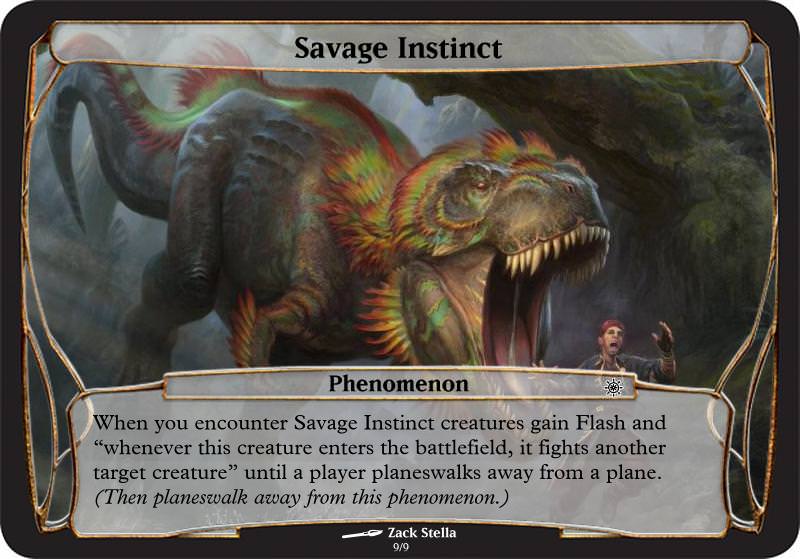 Savage Instinct
Phenomenon
When you encounter Savage Instinct creatures gain Flash and
“whenever this creature enters the battlefield, it fights another
target creature” until a player planeswalks away from a plane.
(Then planeswalk away from this phenomenon.)
Zack Stella
9/9